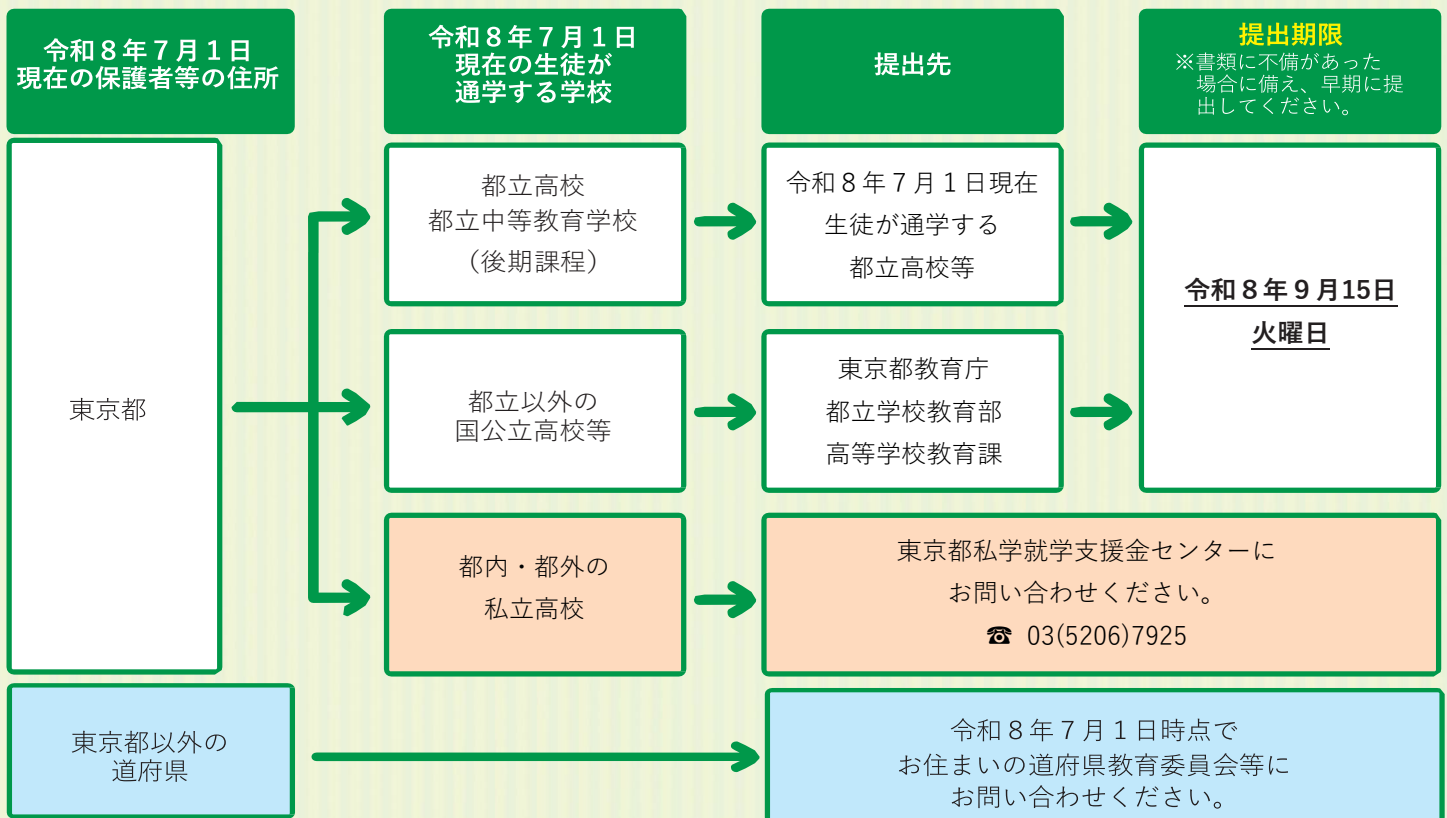 令和８年７月１日
現在の保護者等の住所
令和８年７月１日
現在の生徒が
通学する学校
提出先
提出期限
※書類に不備があった
場合に備え、早期に提
出してください。
東京都
都立高校
都立中等教育学校
（後期課程）
令和８年７月１日現在
生徒が通学する
都立高校等
令和８年９月15日
火曜日
都立以外の
国公立高校等
東京都教育庁
都立学校教育部
高等学校教育課
都内・都外の
私立高校
東京都私学就学支援金センターに
お問い合わせください。
☎ 03(5206)7925
東京都以外の
道府県
令和８年７月１日時点で
お住まいの道府県教育委員会等に
お問い合わせください。